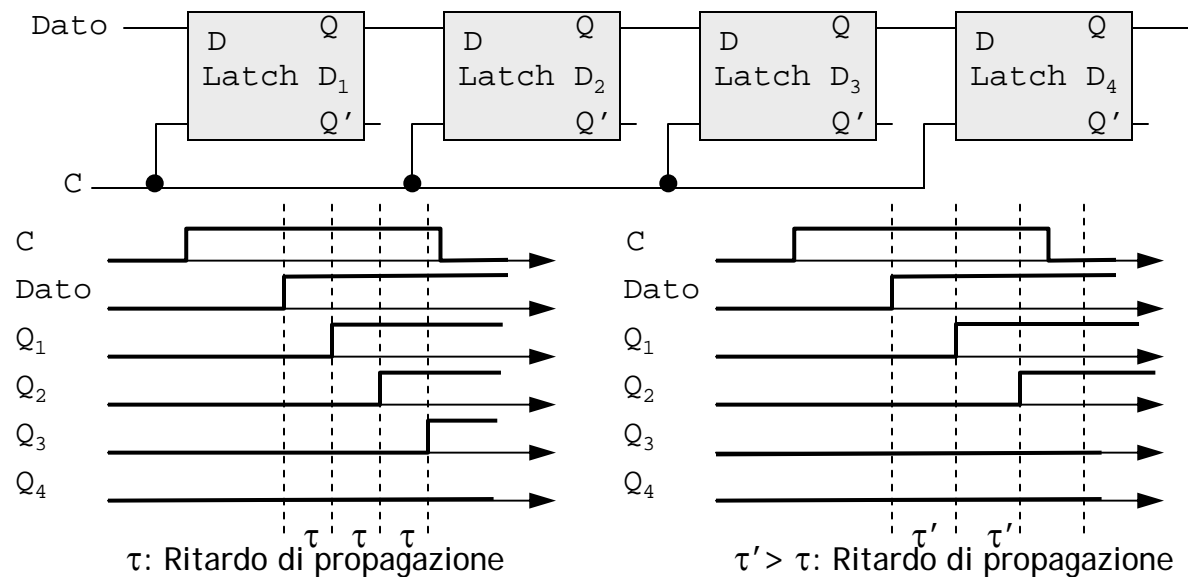 Dato D Q D Q D Q D Q
Latch D₁ Latch D₂ Latch D₃ Latch D₄
Q' Q' Q' Q'
C
C
Dato
Q₁
Q₂
Q₃
Q₄
τ τ τ
τ: Ritardo di propagazione
C
Dato
Q₁
Q₂
Q₃
Q₄
τ' τ'
τ'> τ: Ritardo di propagazione